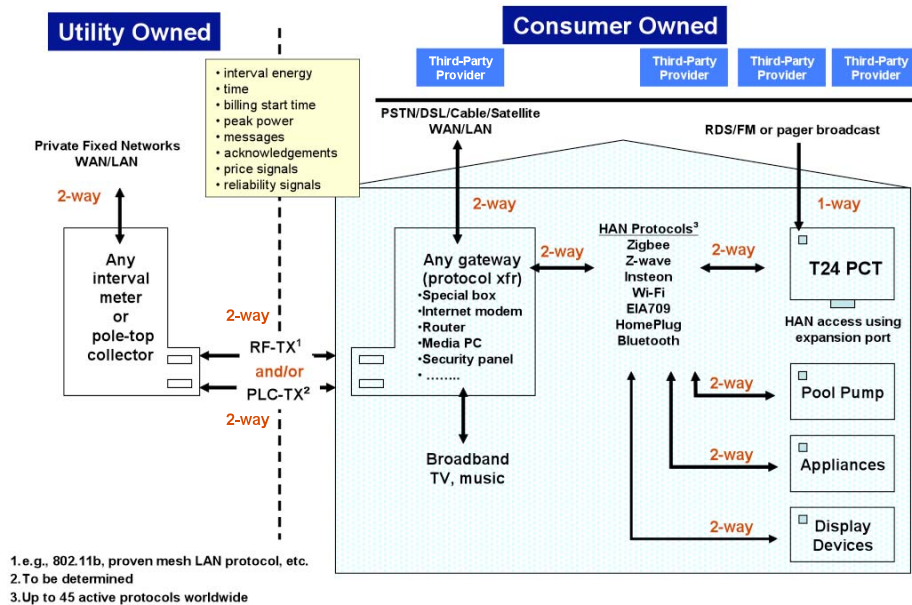 Utility Owned
Consumer Owned
Third-Party
Provider
Third-Party
Provider
Third-Party
Provider
Third-Party
Provider
• interval energy
• time
• billing start time
• peak power
• messages
• acknowledgements
• price signals
• reliability signals
PSTN/DSL/Cable/Satellite
WAN/LAN
RDS/FM or pager broadcast
Private Fixed Networks
WAN/LAN
2-way
2-way
1-way
Any
interval
meter
or
pole-top
collector
2-way
RF-TX¹
and/or
PLC-TX²
2-way
Any gateway
(protocol xfr)
•Special box
•Internet modem
•Router
•Media PC
•Security panel
• ........
2-way
HAN Protocols³
Zigbee
Z-wave
Insteon
Wi-Fi
EIA709
HomePlug
Bluetooth
2-way
T24 PCT
HAN access using
expansion port
2-way
Pool Pump
2-way
Appliances
2-way
Display
Devices
Broadband
TV, music
1.e.g., 802.11b, proven mesh LAN protocol, etc.
2.To be determined
3.Up to 45 active protocols worldwide